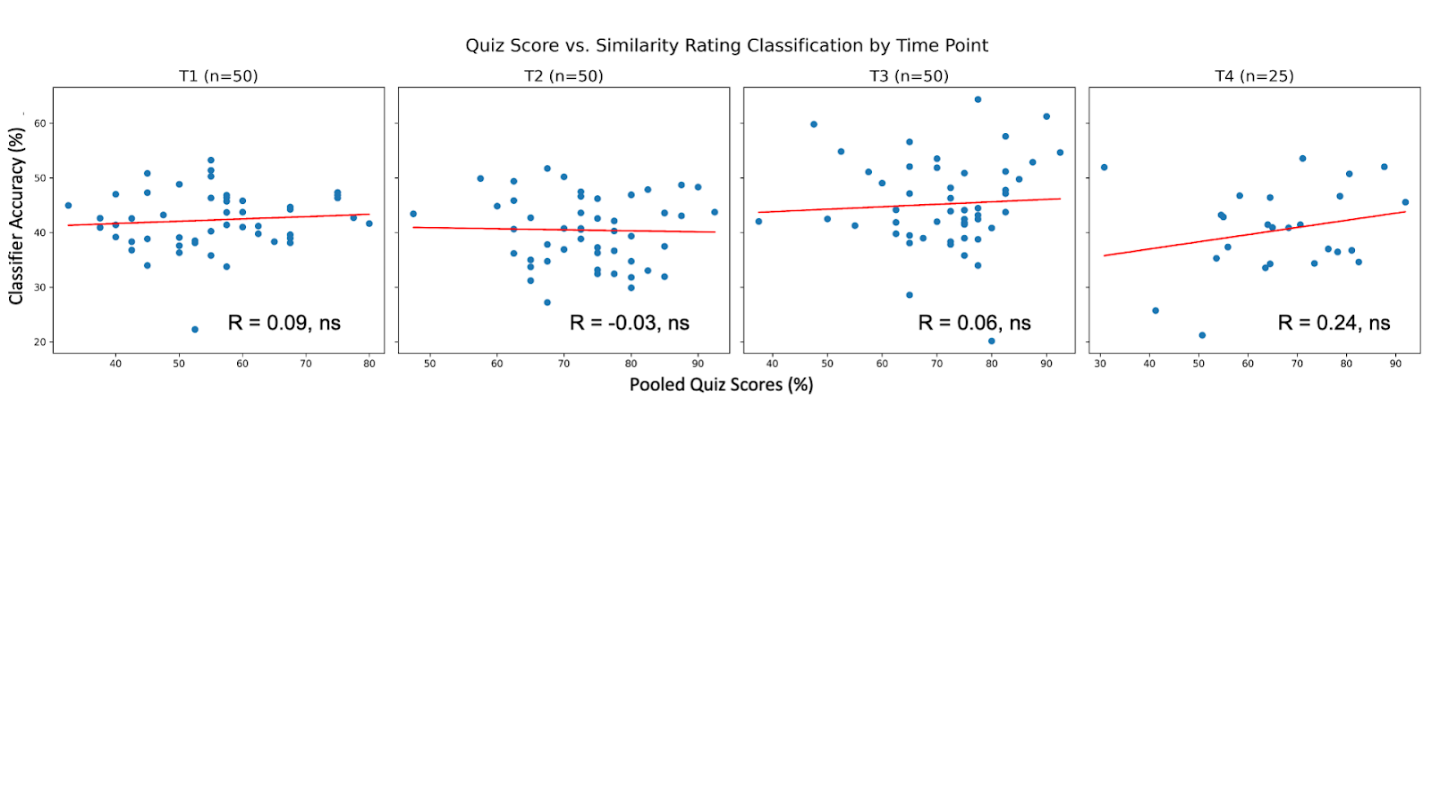 Quiz Score vs. Similarity Rating Classification by Time Point
T1 (n=50) T2 (n=50) T3 (n=50) T4 (n=25)
Classifier Accuracy (%)
60
50
40
30
20
R = 0.09, ns R = -0.03, ns R = 0.06, ns R = 0.24, ns
40 50 60 70 80 50 60 70 80 90 40 50 60 70 80 90 30 40 50 60 70 80 90
Pooled Quiz Scores (%)